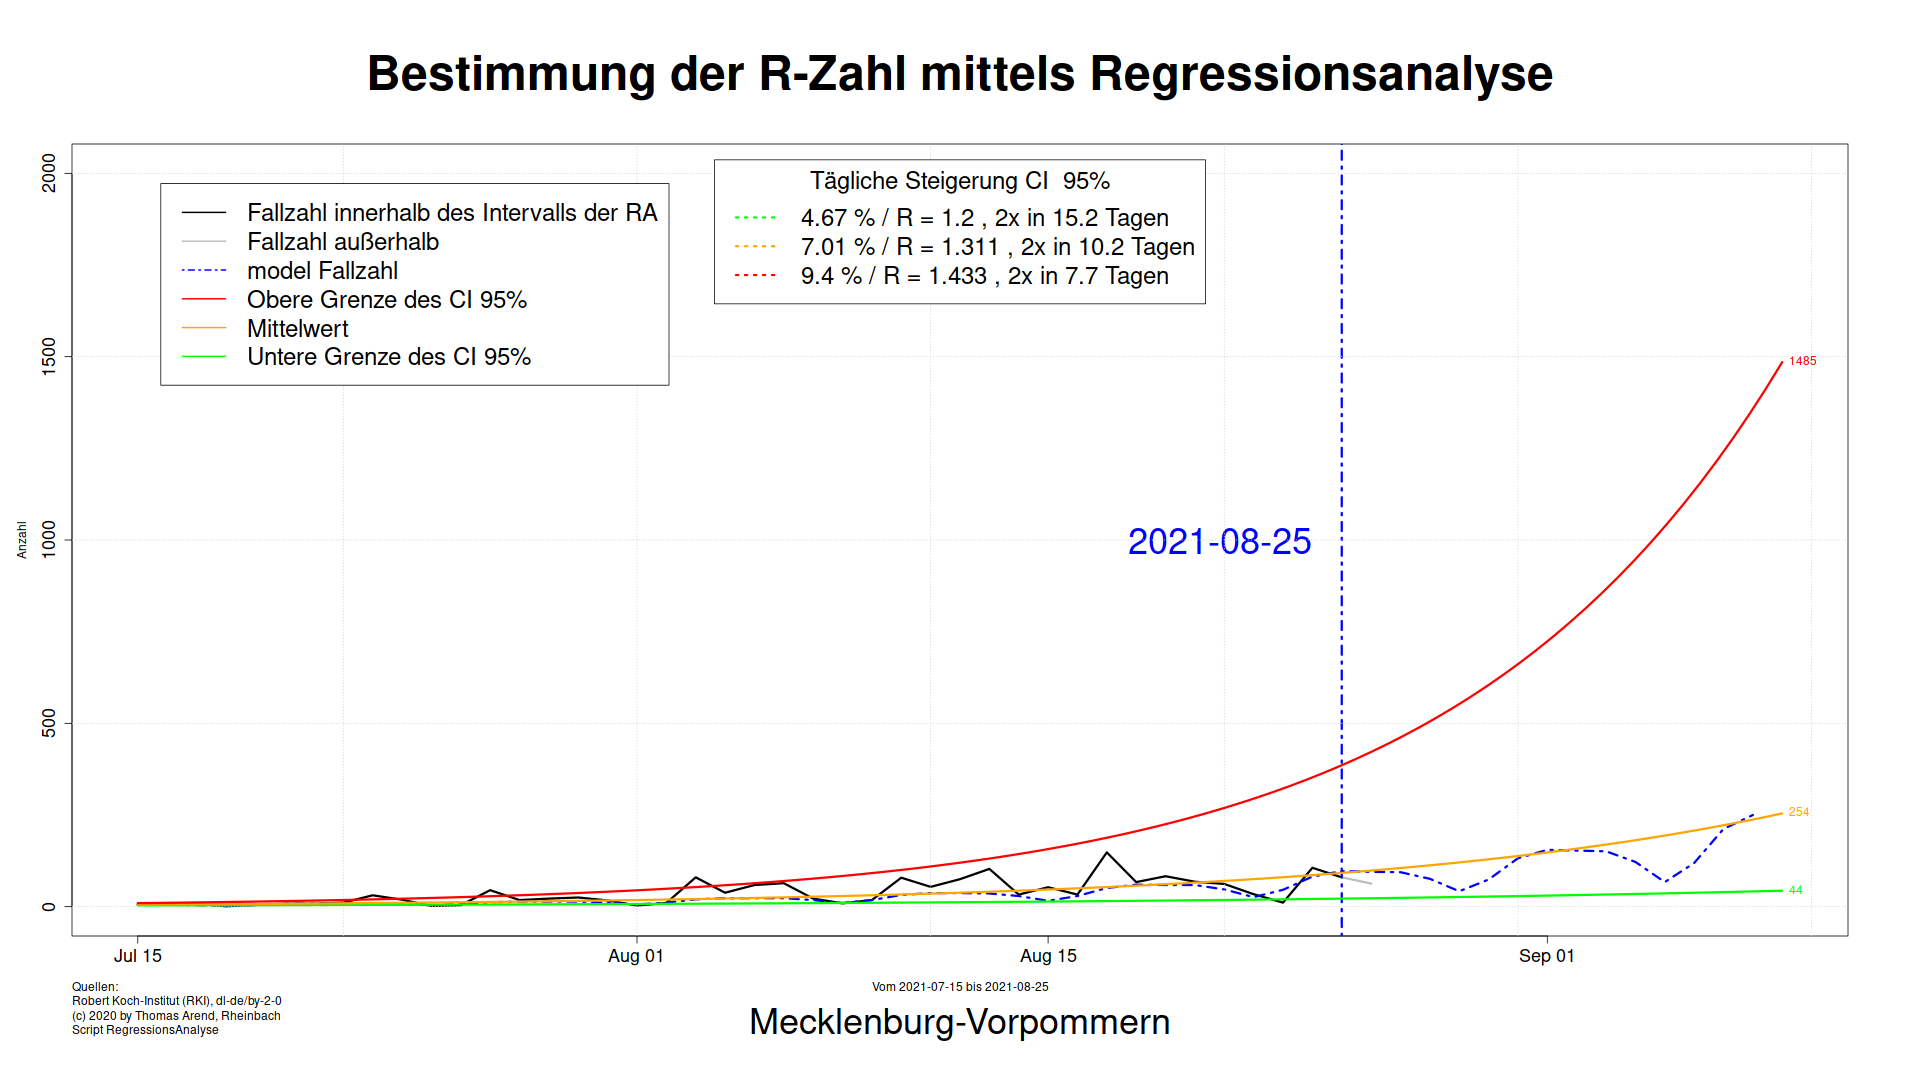 Bestimmung der R-Zahl mittels Regressionsanalyse
Fallzahl innerhalb des Intervalls der RA
Fallzahl außerhalb
model Fallzahl
Obere Grenze des CI 95%
Mittelwert
Untere Grenze des CI 95%
Tägliche Steigerung CI  95%
4.67 % / R = 1.2 , 2x in 15.2 Tagen
7.01 % / R = 1.311 , 2x in 10.2 Tagen
9.4 % / R = 1.433 , 2x in 7.7 Tagen
2000
1500
1000
500
0
Anzahl
2021-08-25
1485
254
44
Jul 15
Aug 01
Aug 15
Sep 01
Quellen:
Robert Koch-Institut (RKI), dl-de/by-2-0
(c) 2020 by Thomas Arend, Rheinbach
Script RegressionsAnalyse
Vom 2021-07-15 bis 2021-08-25
Mecklenburg-Vorpommern